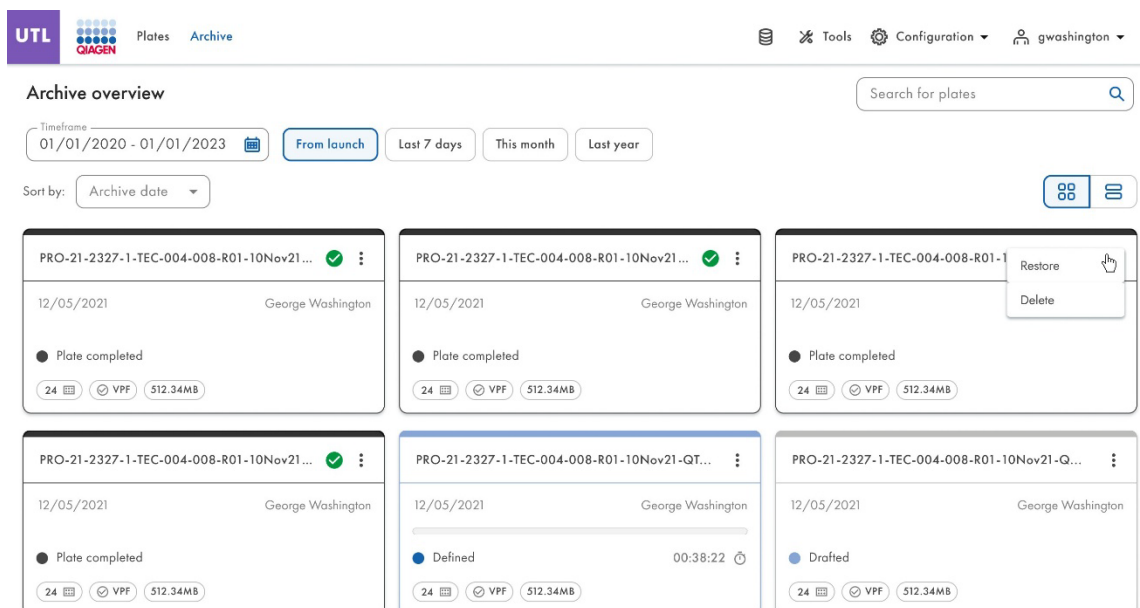 UTL QIAGEN Plates Archive Tools Configuration gwashington
Archive overview
Search for plates
Timeframe
01/01/2020 - 01/01/2023 From launch Last 7 days This month Last year
Sort by: Archive date
PRO-21-2327-1-TEC-004-008-R01-10Nov21...
12/05/2021 George Washington
Plate completed
24 VPF 512.34MB
PRO-21-2327-1-TEC-004-008-R01-10Nov21...
12/05/2021 George Washington
Plate completed
24 VPF 512.34MB
PRO-21-2327-1-TEC-004-008-R01-1
Restore
Delete
12/05/2021
Plate completed
24 VPF 512.34MB
PRO-21-2327-1-TEC-004-008-R01-10Nov21...
12/05/2021 George Washington
Plate completed
24 VPF 512.34MB
PRO-21-2327-1-TEC-004-008-R01-10Nov21-QT...
12/05/2021 George Washington
Defined 00:38:22
24 VPF 512.34MB
PRO-21-2327-1-TEC-004-008-R01-10Nov21-Q...
12/05/2021 George Washington
Drafted
24 VPF 512.34MB